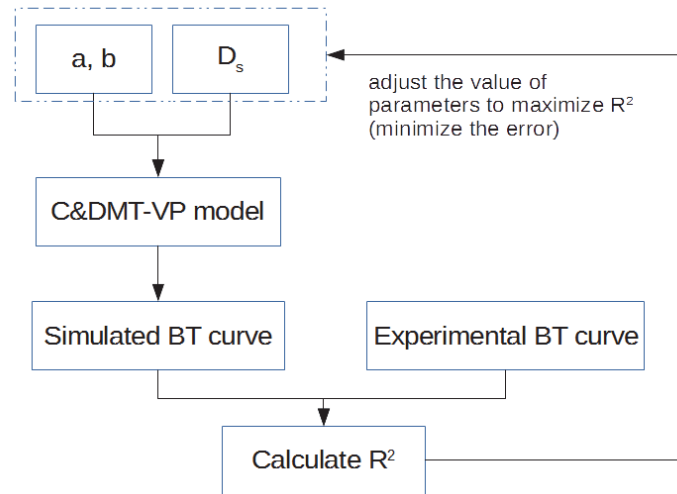 a, b
D_s
adjust the value of
parameters to maximize R²
(minimize the error)
C&DMT-VP model
Simulated BT curve
Experimental BT curve
Calculate R²